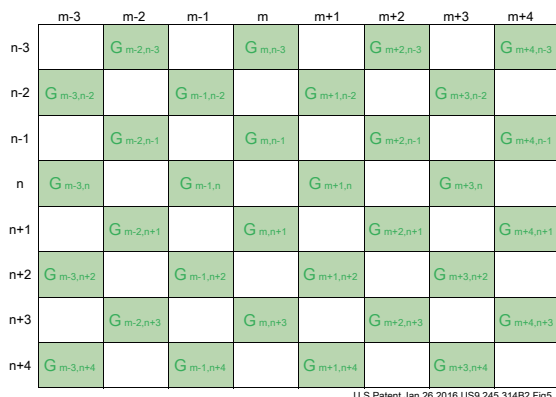 m-3 m-2 m-1 m m+1 m+2 m+3 m+4
n-3 G m-2,n-3 G m,n-3 G m+2,n-3 G m+4,n-3
n-2 G m-3,n-2 G m-1,n-2 G m+1,n-2 G m+3,n-2
n-1 G m-2,n-1 G m,n-1 G m+2,n-1 G m+4,n-1
n G m-3,n G m-1,n G m+1,n G m+3,n
n+1 G m-2,n+1 G m,n+1 G m+2,n+1 G m+4,n+1
n+2 G m-3,n+2 G m-1,n+2 G m+1,n+2 G m+3,n+2
n+3 G m-2,n+3 G m,n+3 G m+2,n+3 G m+4,n+3
n+4 G m-3,n+4 G m-1,n+4 G m+1,n+4 G m+3,n+4
U.S.Patent Jan.26,2016 US9,245,314B2 Fig5